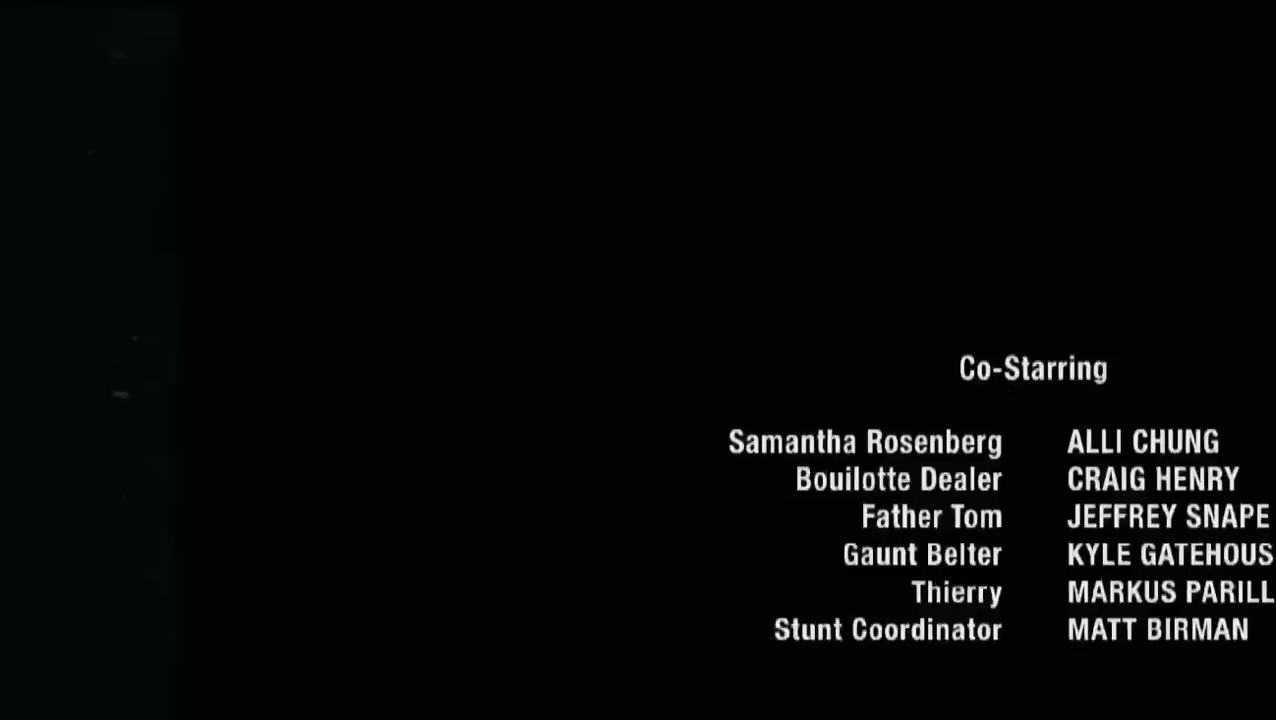 Co-Starring
Samantha Rosenberg ALLI CHUNG
Bouilotte Dealer CRAIG HENRY
Father Tom JEFFREY SNAPE
Gaunt Belter KYLE GATEHOUS
Thierry MARKUS PARILL
Stunt Coordinator MATT BIRMAN